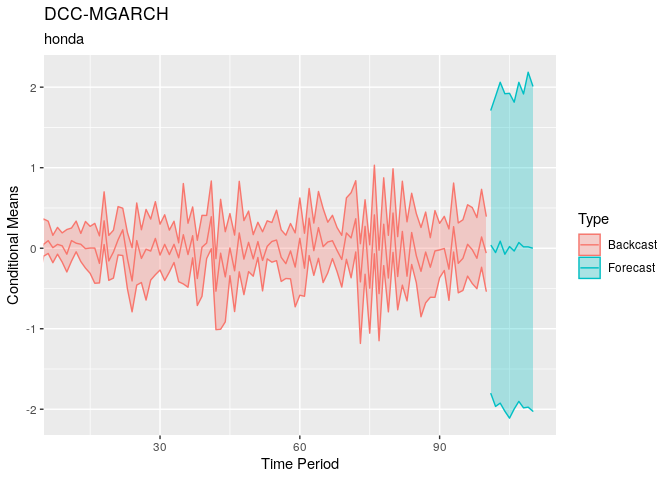 DCC-MGARCH
honda
Conditional Means
2
1
0
-1
-2
30
60
90
Time Period
Type
Backcast
Forecast